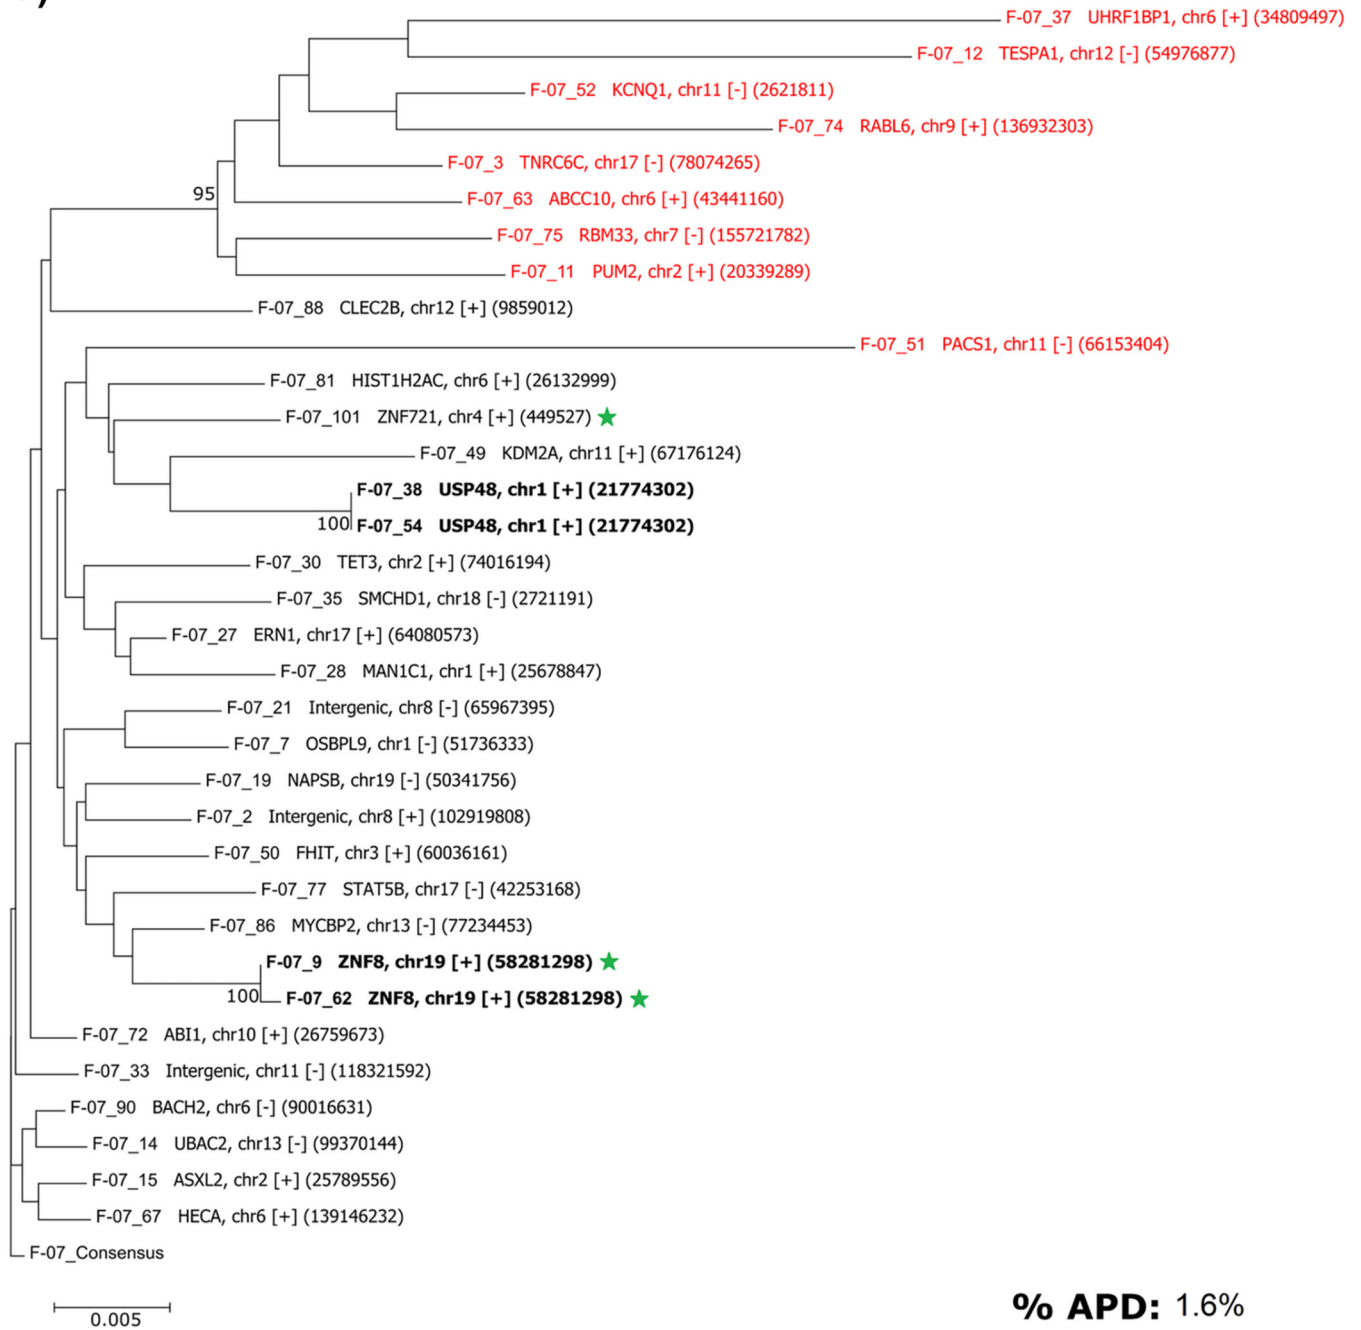 F-07_37 UHRF1BP1, chr6 [+] (34809497)
F-07_12 TESPA1, chr12 [-] (54976877)
F-07_52 KCNQ1, chr11 [-] (2621811)
F-07_74 RABL6, chr9 [+] (136932303)
F-07_3 TNRC6C, chr17 [-] (78074265)
95
F-07_63 ABCC10, chr6 [+] (43441160)
F-07_75 RBM33, chr7 [-] (155721782)
F-07_11 PUM2, chr2 [+] (20339289)
F-07_88 CLEC2B, chr12 [+] (9859012)
F-07_51 PACS1, chr11 [-] (66153404)
F-07_81 HIST1H2AC, chr6 [+] (26132999)
F-07_101 ZNF721, chr4 [+] (449527)
F-07_49 KDM2A, chr11 [+] (67176124)
F-07_38 USP48, chr1 [+] (21774302)
100 F-07_54 USP48, chr1 [+] (21774302)
F-07_30 TET3, chr2 [+] (74016194)
F-07_35 SMCHD1, chr18 [-] (2721191)
F-07_27 ERN1, chr17 [+] (64080573)
F-07_28 MAN1C1, chr1 [+] (25678847)
F-07_21 Intergenic, chr8 [-] (65967395)
F-07_7 OSBPL9, chr1 [-] (51736333)
F-07_19 NAPSB, chr19 [-] (50341756)
F-07_2 Intergenic, chr8 [+] (102919808)
F-07_50 FHIT, chr3 [+] (60036161)
F-07_77 STAT5B, chr17 [-] (42253168)
F-07_86 MYCBP2, chr13 [-] (77234453)
F-07_9 ZNF8, chr19 [+] (58281298)
100 F-07_62 ZNF8, chr19 [+] (58281298)
F-07_72 ABI1, chr10 [+] (26759673)
F-07_33 Intergenic, chr11 [-] (118321592)
F-07_90 BACH2, chr6 [-] (90016631)
F-07_14 UBAC2, chr13 [-] (99370144)
F-07_15 ASXL2, chr2 [+] (25789556)
F-07_67 HECA, chr6 [+] (139146232)
F-07_Consensus
0.005
% APD: 1.6%